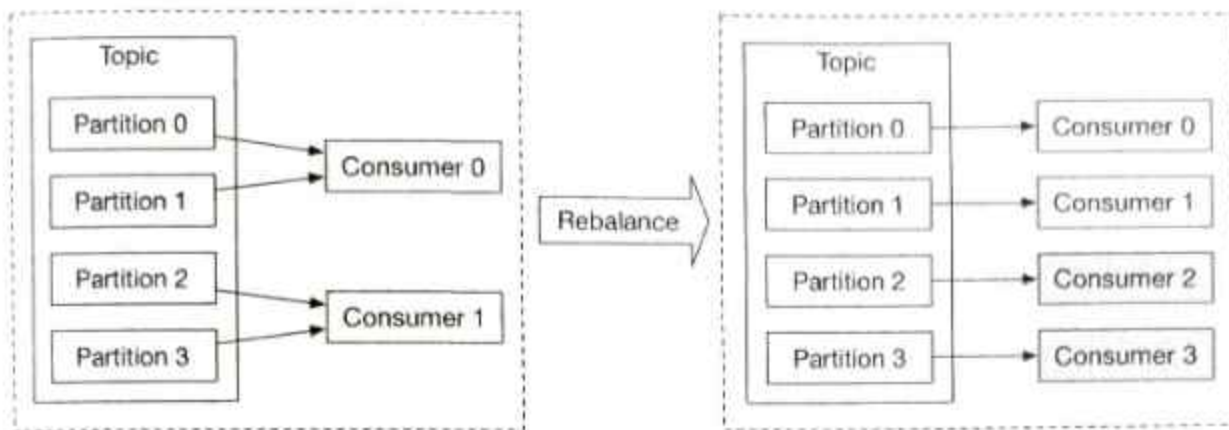 Topic
Partition 0
Partition 1
Partition 2
Partition 3
Consumer 0
Consumer 1
Rebalance
Topic
Partition 0
Partition 1
Partition 2
Partition 3
Consumer 0
Consumer 1
Consumer 2
Consumer 3